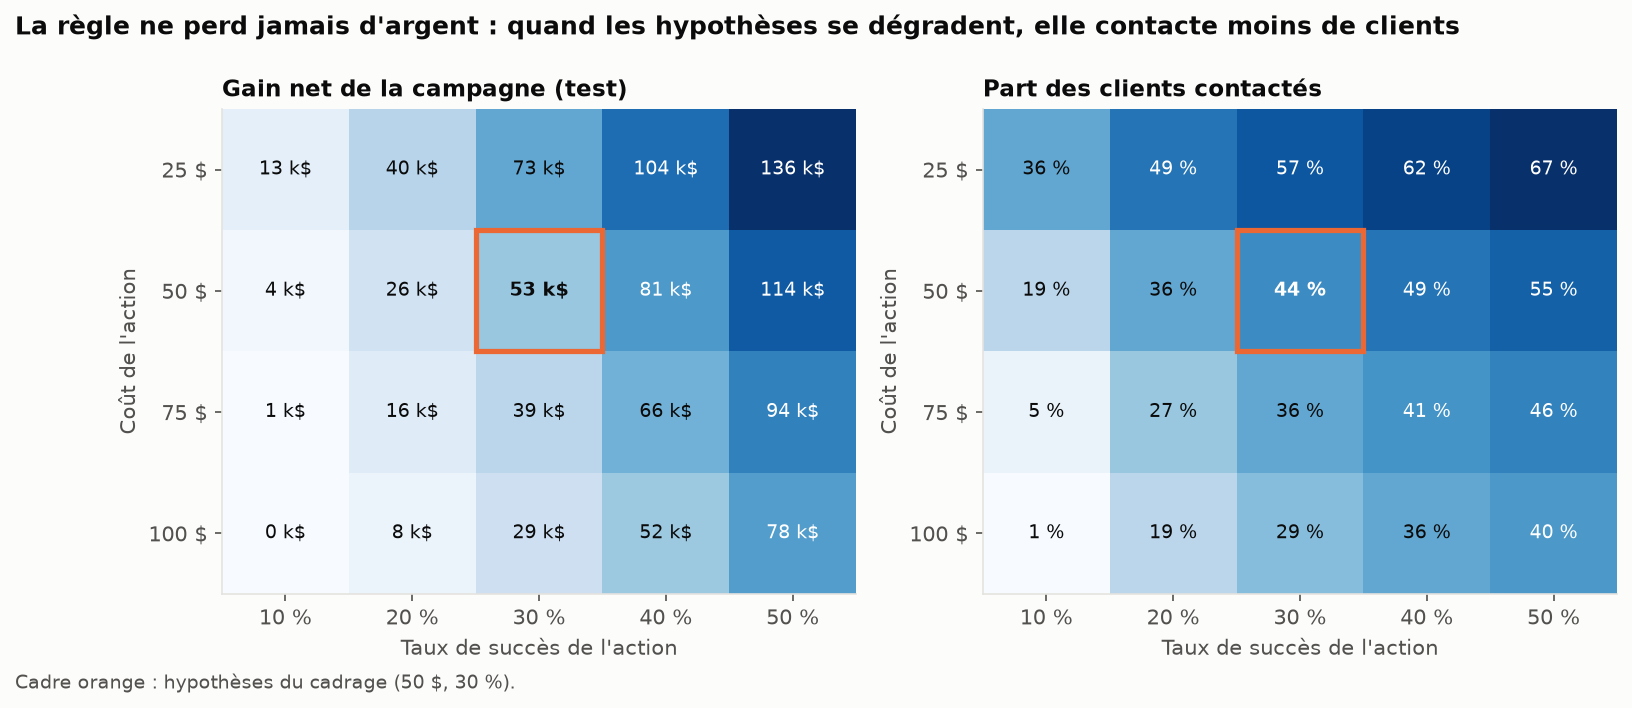 La règle ne perd jamais d'argent : quand les hypothèses se dégradent, elle contacte moins de clients
Gain net de la campagne (test)
Coût de l'action
25 $ 13 k$ 40 k$ 73 k$ 104 k$ 136 k$
50 $ 4 k$ 26 k$ 53 k$ 81 k$ 114 k$
75 $ 1 k$ 16 k$ 39 k$ 66 k$ 94 k$
100 $ 0 k$ 8 k$ 29 k$ 52 k$ 78 k$
10 % 20 % 30 % 40 % 50 %
Taux de succès de l'action
Part des clients contactés
Coût de l'action
25 $ 36 % 49 % 57 % 62 % 67 %
50 $ 19 % 36 % 44 % 49 % 55 %
75 $ 5 % 27 % 36 % 41 % 46 %
100 $ 1 % 19 % 29 % 36 % 40 %
10 % 20 % 30 % 40 % 50 %
Taux de succès de l'action
Cadre orange : hypothèses du cadrage (50 $, 30 %).